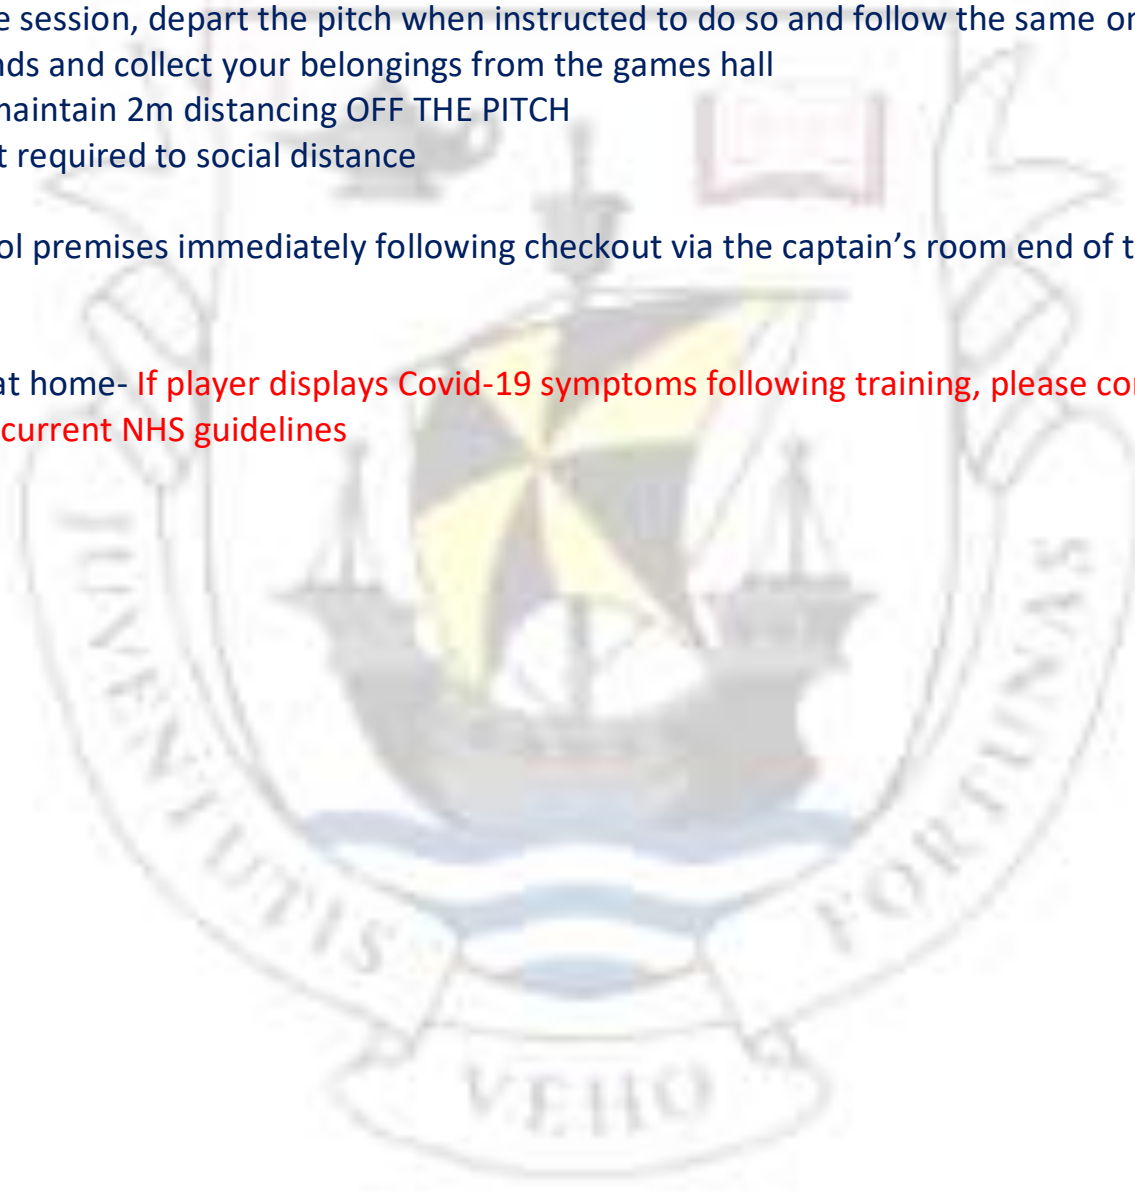 e session, depart the pitch when instructed to do so and follow the same or
nds and collect your belongings from the games hall
maintain 2m distancing OFF THE PITCH
t required to social distance
ol premises immediately following checkout via the captain’s room end of t
at home- If player displays Covid-19 symptoms following training, please con
current NHS guidelines
JUVENTUTIS
VEHO
FORTUNAS